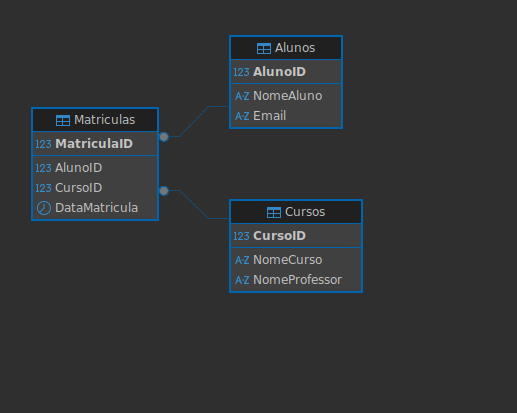 Alunos
123 AlunoID
A-Z NomeAluno
A-Z Email
Matriculas
123 MatriculaID
123 AlunoID
123 CursoID
DataMatricula
Cursos
123 CursoID
A-Z NomeCurso
A-Z NomeProfessor